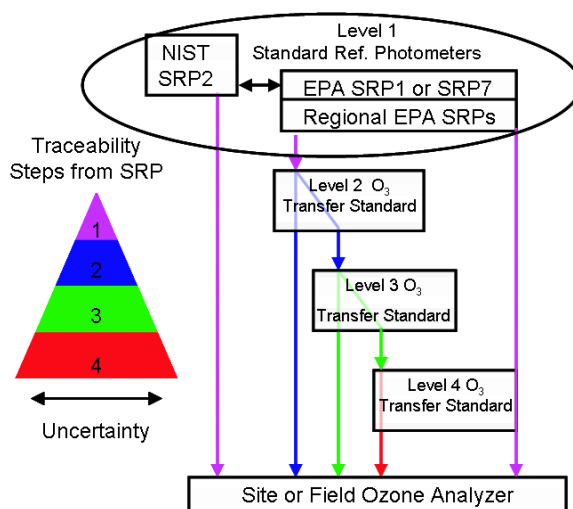 Level 1
Standard Ref. Photometers
NIST
SRP2
EPA SRP1 or SRP7
Regional EPA SRPs
Traceability
Steps from SRP
1
2
3
4
Uncertainty
Level 2 O₃
Transfer Standard
Level 3 O₃
Transfer Standard
Level 4 O₃
Transfer Standard
Site or Field Ozone Analyzer